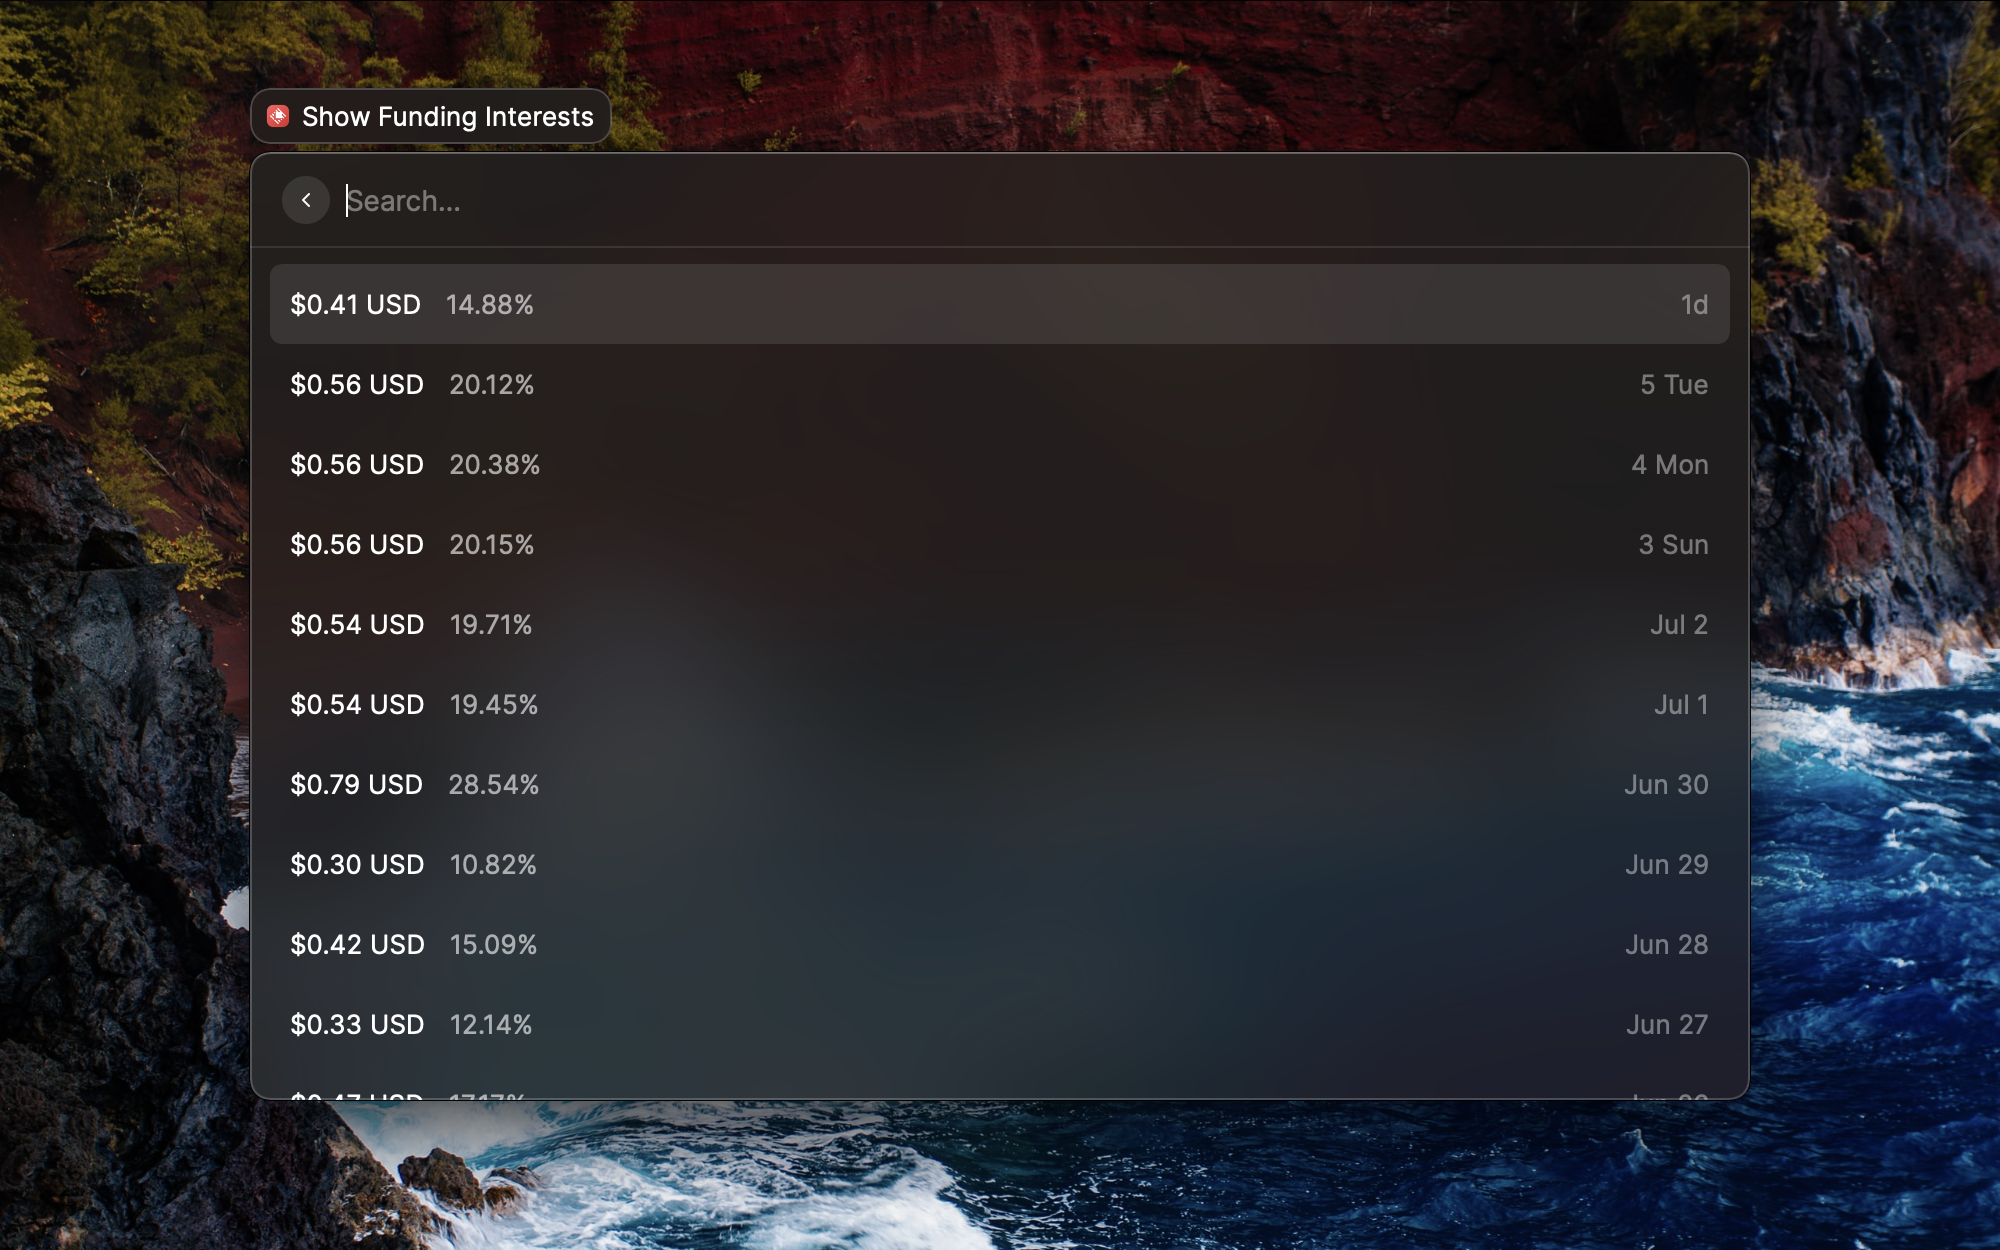 Show Funding Interests
Search...
$0.41 USD 14.88% 1d
$0.56 USD 20.12% 5 Tue
$0.56 USD 20.38% 4 Mon
$0.56 USD 20.15% 3 Sun
$0.54 USD 19.71% Jul 2
$0.54 USD 19.45% Jul 1
$0.79 USD 28.54% Jun 30
$0.30 USD 10.82% Jun 29
$0.42 USD 15.09% Jun 28
$0.33 USD 12.14% Jun 27